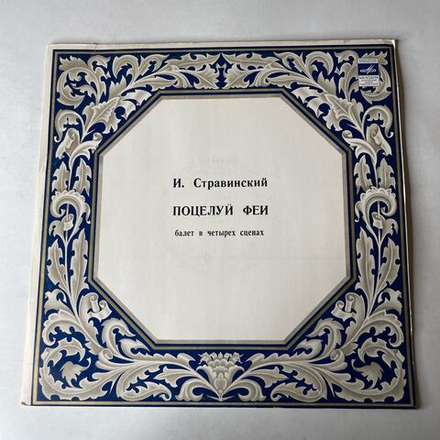 И. Стравинский
ПОЦЕЛУЙ ФЕИ
балет в четырех сценах